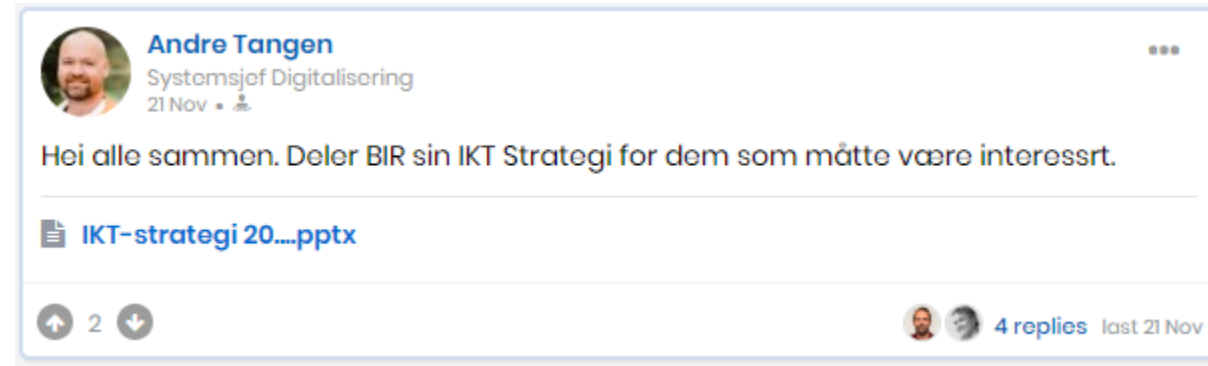 Andre Tangen
Systemsjef Digitalisering
21 Nov •
Hei alle sammen. Deler BIR sin IKT Strategi for dem som måtte være interessrt.
IKT-strategi 20....pptx
2
4 replies last 21 Nov